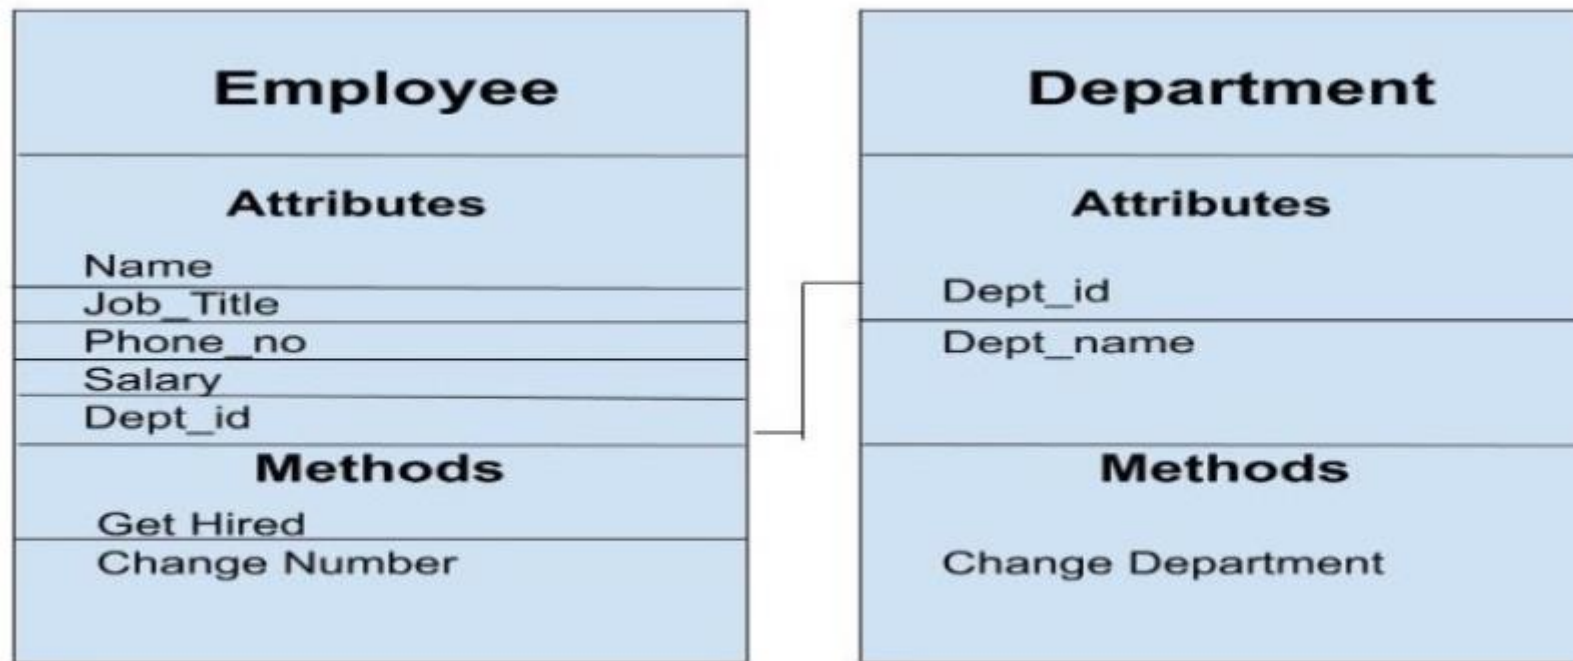 Employee
Attributes
Name
Job_Title
Phone_no
Salary
Dept_id
Methods
Get Hired
Change Number
Department
Attributes
Dept_id
Dept_name
Methods
Change Department